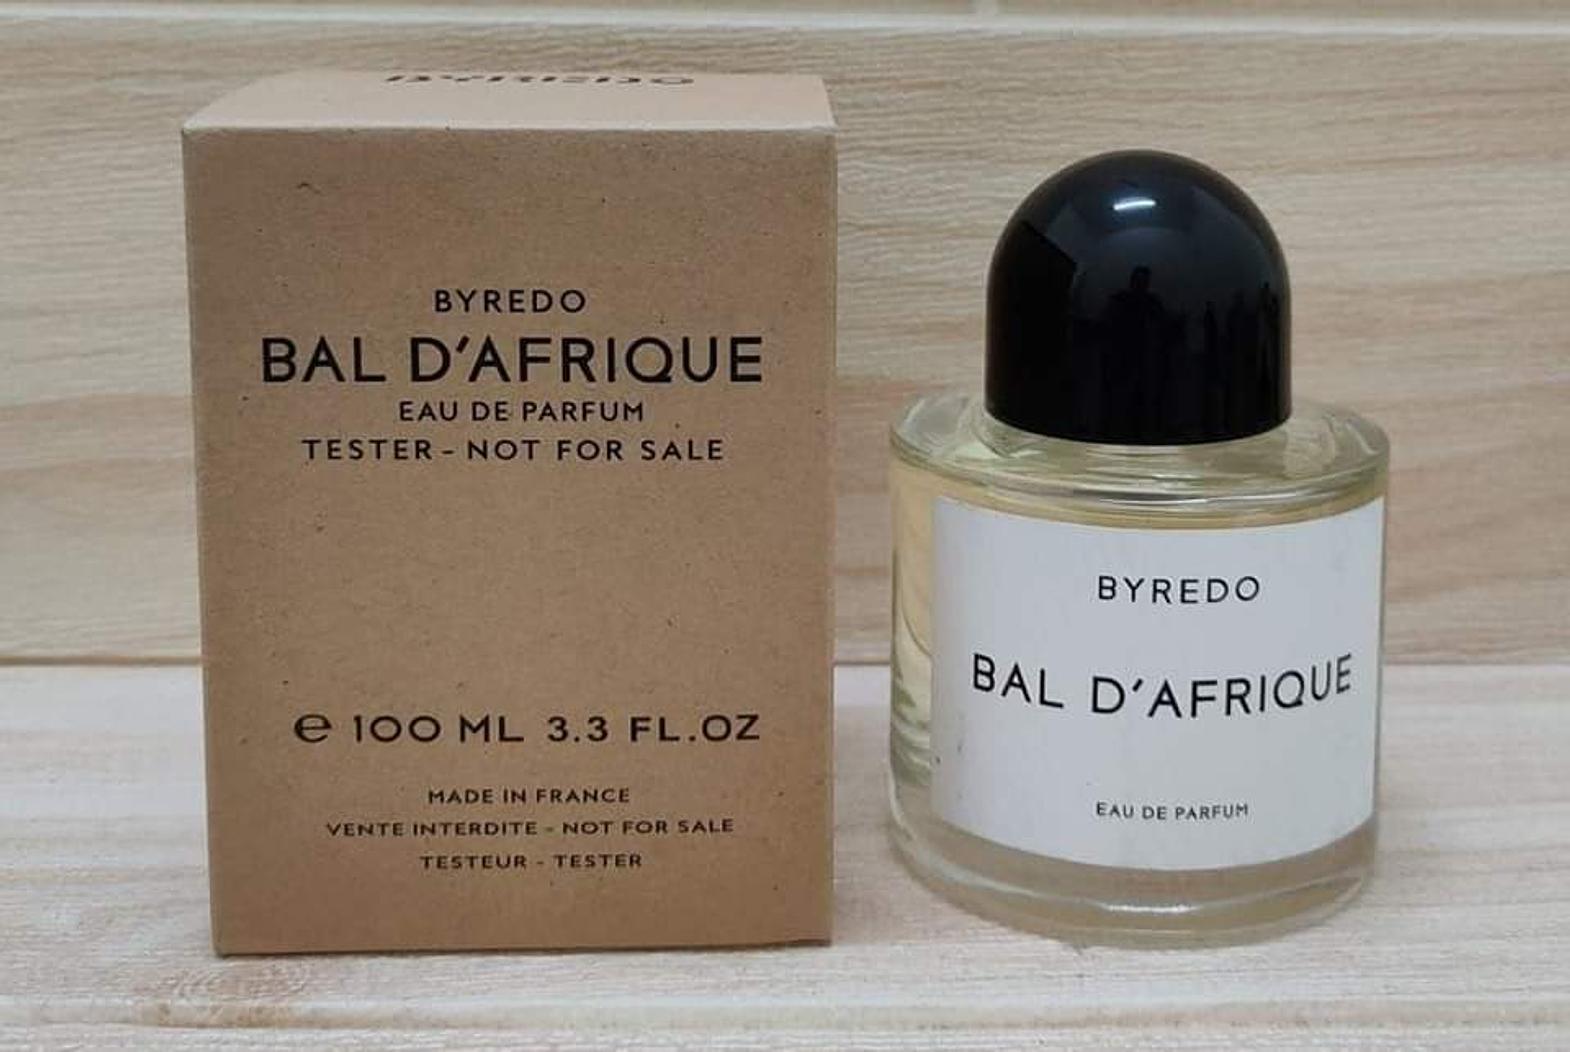 BYREDO
BYREDO
BAL D'AFRIQUE
EAU DE PARFUM
TESTER - NOT FOR SALE
e 100 ML 3.3 FL.OZ
MADE IN FRANCE
VENTE INTERDITE - NOT FOR SALE
TESTEUR - TESTER
BYREDO
BAL D'AFRIQUE
EAU DE PARFUM